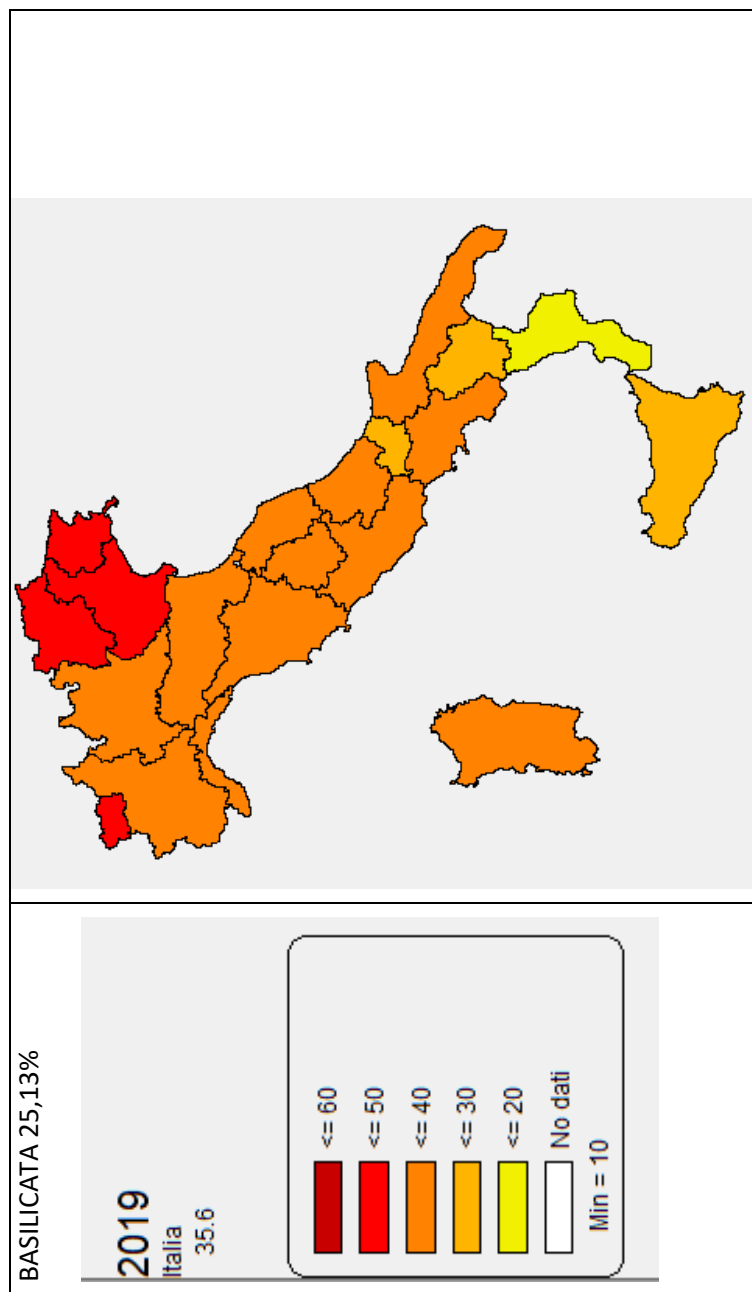 BASILICATA 25,13%
2019
Italia
35.6
<= 60
<= 50
<= 40
<= 30
<= 20
No dati
Min = 10